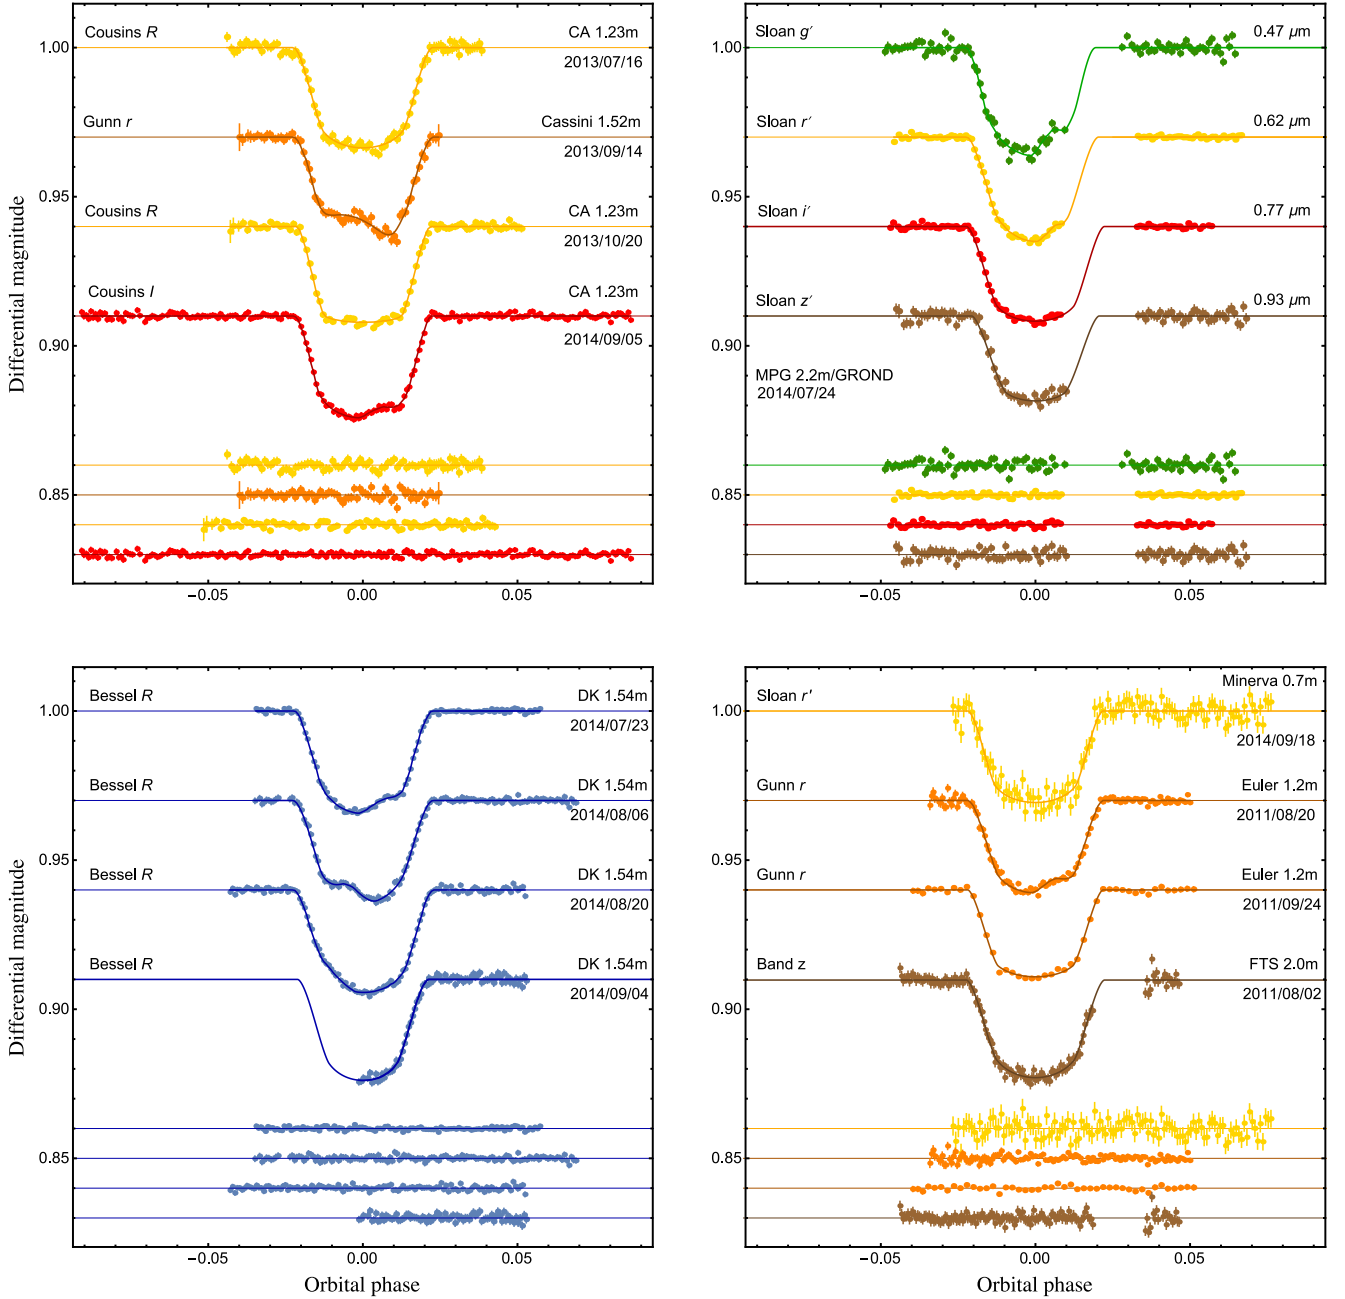 Cousins R
CA 1.23m
1.00
2013/07/16
Gunn r
Cassini 1.52m
2013/09/14
0.95
Cousins R
CA 1.23m
2013/10/20
Cousins I
CA 1.23m
2014/09/05
0.90
0.85
−0.05
0.00
0.05
Differential magnitude
Sloan g′
0.47 μm
1.00
Sloan r′
0.62 μm
0.95
Sloan i′
0.77 μm
Sloan z′
0.93 μm
0.90
MPG 2.2m/GROND
2014/07/24
0.85
−0.05
0.00
0.05
Bessel R
DK 1.54m
1.00
2014/07/23
Bessel R
DK 1.54m
2014/08/06
0.95
Bessel R
DK 1.54m
2014/08/20
Bessel R
DK 1.54m
2014/09/04
0.90
0.85
−0.05
0.00
0.05
Differential magnitude
Orbital phase
Minerva 0.7m
Sloan r′
1.00
2014/09/18
Gunn r
Euler 1.2m
2011/08/20
0.95
Gunn r
Euler 1.2m
2011/09/24
Band z
FTS 2.0m
2011/08/02
0.90
0.85
−0.05
0.00
0.05
Orbital phase